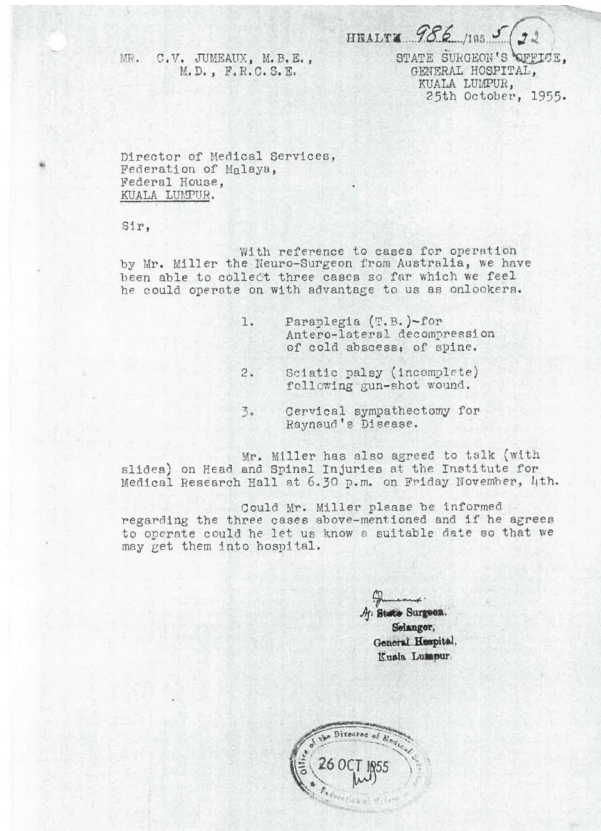 HEALTH 986/1955 22
MR. C.V. JUMEAUX, M.B.E.,
M.D., F.R.C.S.E.
STATE SURGEON'S OFFICE,
GENERAL HOSPITAL,
KUALA LUMPUR,
25th October, 1955.
Director of Medical Services,
Federation of Malaya,
Federal House,
KUALA LUMPUR.
Sir,
With reference to cases for operation
by Mr. Miller the Neuro-Surgeon from Australia, we have
been able to collect three cases so far which we feel
he could operate on with advantage to us as onlookers.
1. Paraplegia (T.B.)-for
Antero-lateral decompression
of cold abscess, of spine.
2. Sciatic palsy (incomplete)
following gun-shot wound.
3. Cervical sympathectomy for
Raynaud's Disease.
Mr. Miller has also agreed to talk (with
slides) on Head and Spinal Injuries at the Institute for
Medical Research Hall at 6.30 p.m. on Friday November, 4th.
Could Mr. Miller please be informed
regarding the three cases above-mentioned and if he agrees
to operate could he let us know a suitable date so that we
may get them into hospital.
Jumeaux.
Ag. State Surgeon,
Selangor,
General Hospital,
Kuala Lumpur.
Office of the Director of Medical Services
26 OCT 1955
Federation of Malaya